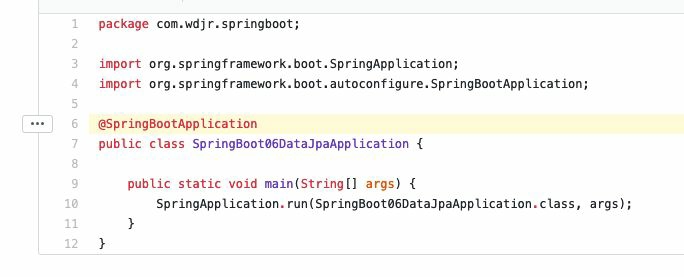 1 package com.wdjr.springboot;
2
3 import org.springframework.boot.SpringApplication;
4 import org.springframework.boot.autoconfigure.SpringBootApplication;
5
6 @SpringBootApplication
7 public class SpringBoot06DataJpaApplication {
8
9     public static void main(String[] args) {
10         SpringApplication.run(SpringBoot06DataJpaApplication.class, args);
11     }
12 }